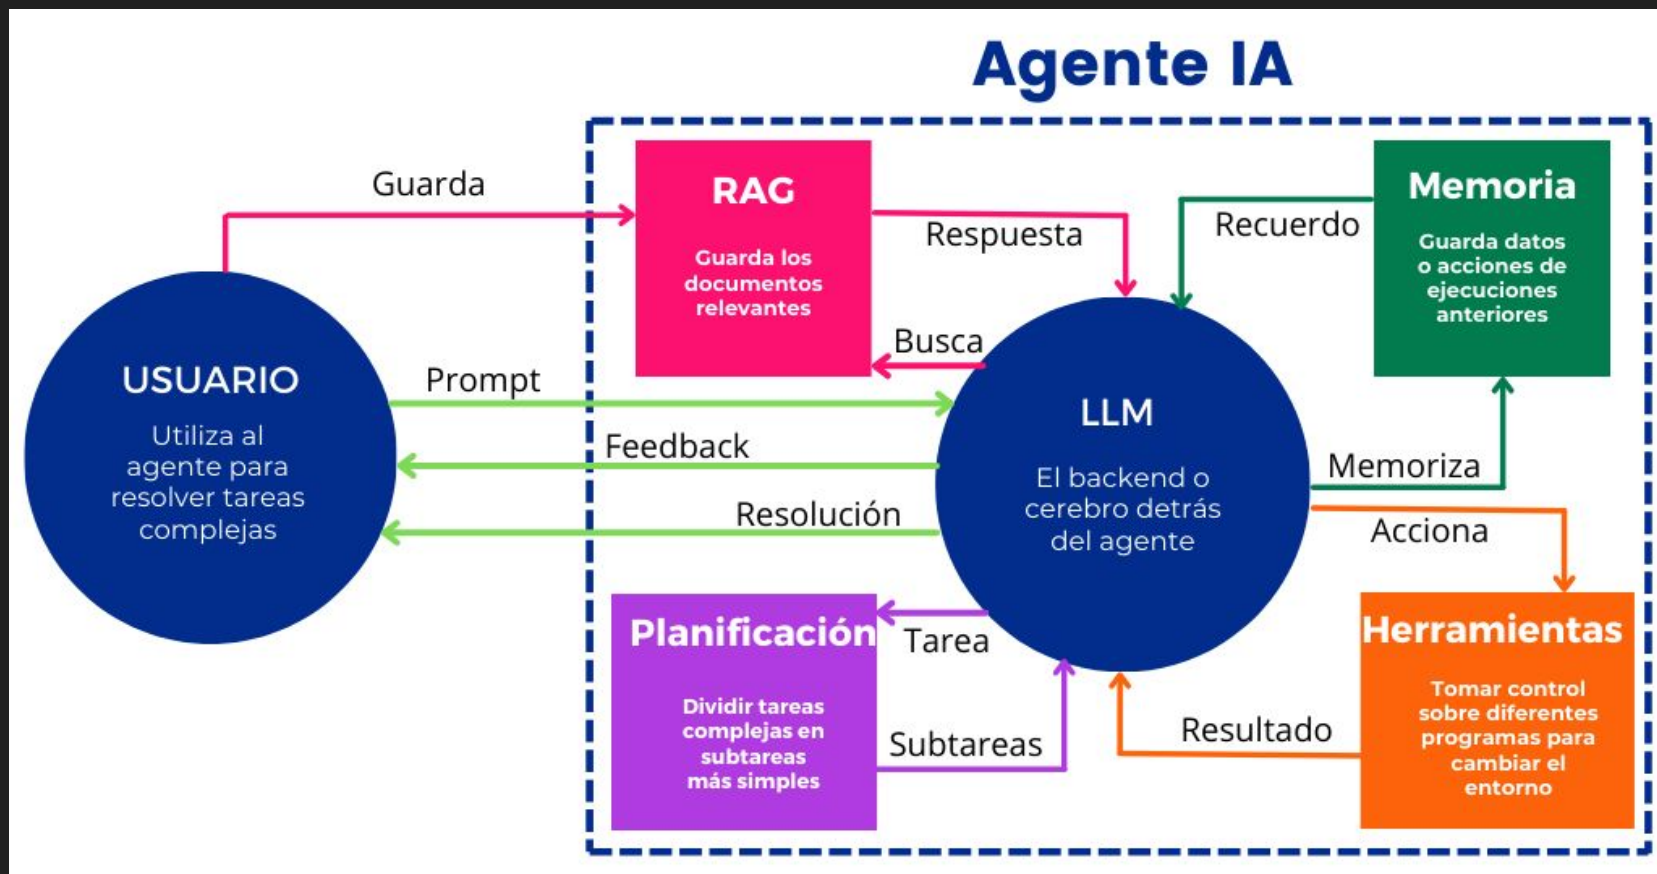 Agente IA
Guarda
RAG
Guarda los
documentos
relevantes
Respuesta
Busca
Recuerdo
Memoria
Guarda datos
o acciones de
ejecuciones
anteriores
USUARIO
Utiliza al
agente para
resolver tareas
complejas
Prompt
Feedback
Resolución
LLM
El backend o
cerebro detrás
del agente
Memoriza
Acciona
Planificación
Dividir tareas
complejas en
subtareas
más simples
Tarea
Subtareas
Resultado
Herramientas
Tomar control
sobre diferentes
programas para
cambiar el
entorno